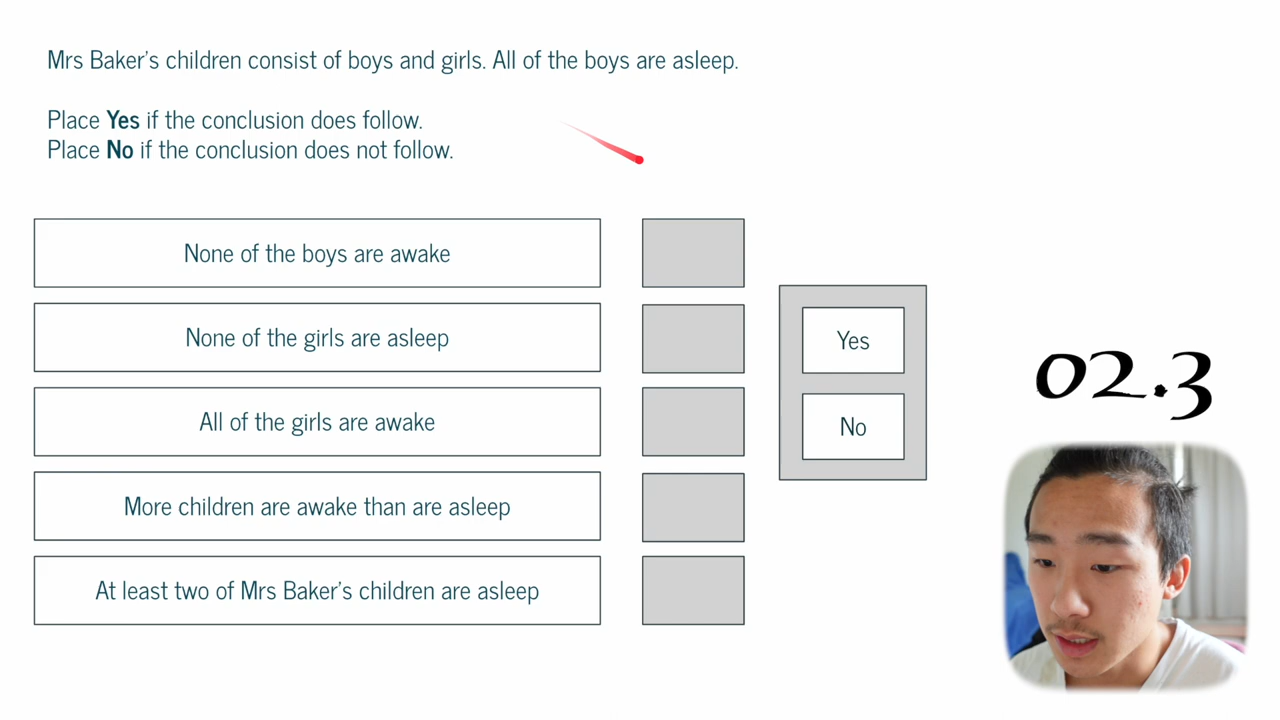 Mrs Baker's children consist of boys and girls. All of the boys are asleep.
Place Yes if the conclusion does follow.
Place No if the conclusion does not follow.
None of the boys are awake
None of the girls are asleep
Yes
All of the girls are awake
No
More children are awake than are asleep
At least two of Mrs Baker's children are asleep
02.3